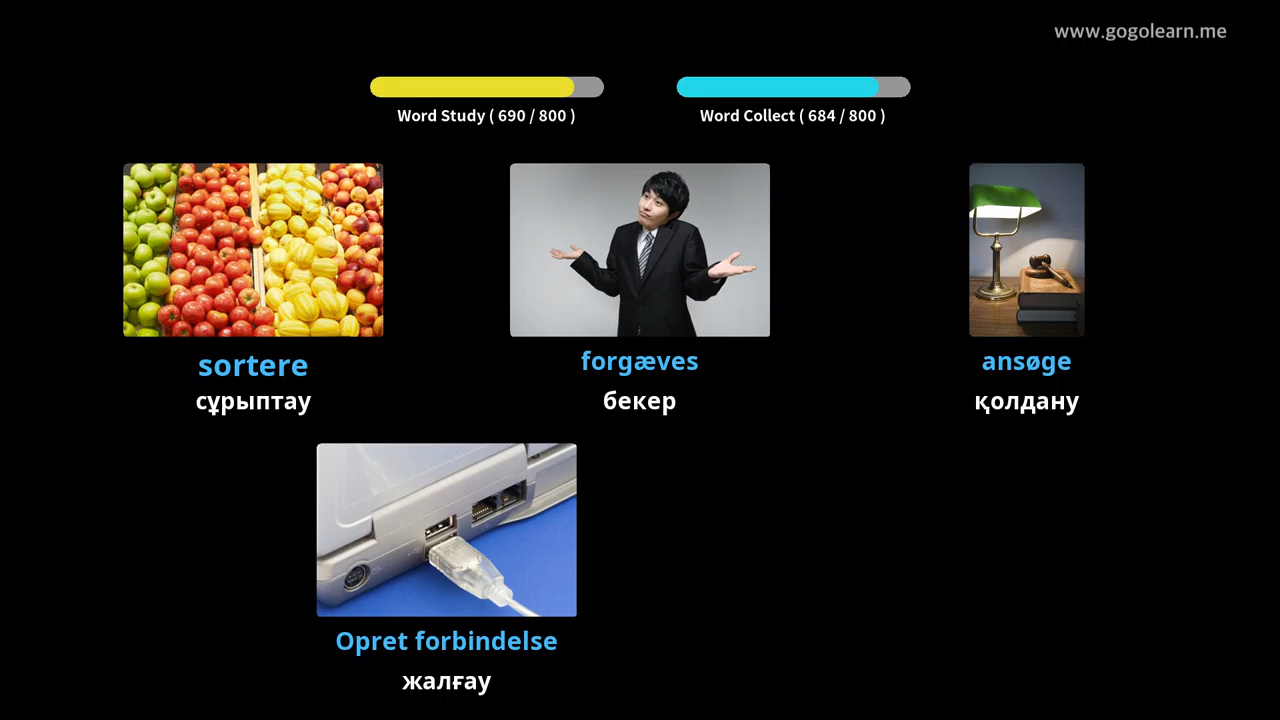 www.gogolearn.me
Word Study ( 690 / 800 )
Word Collect ( 684 / 800 )
sortere
сұрыптау
forgæves
бекер
ansøge
қолдану
Opret forbindelse
жалғау